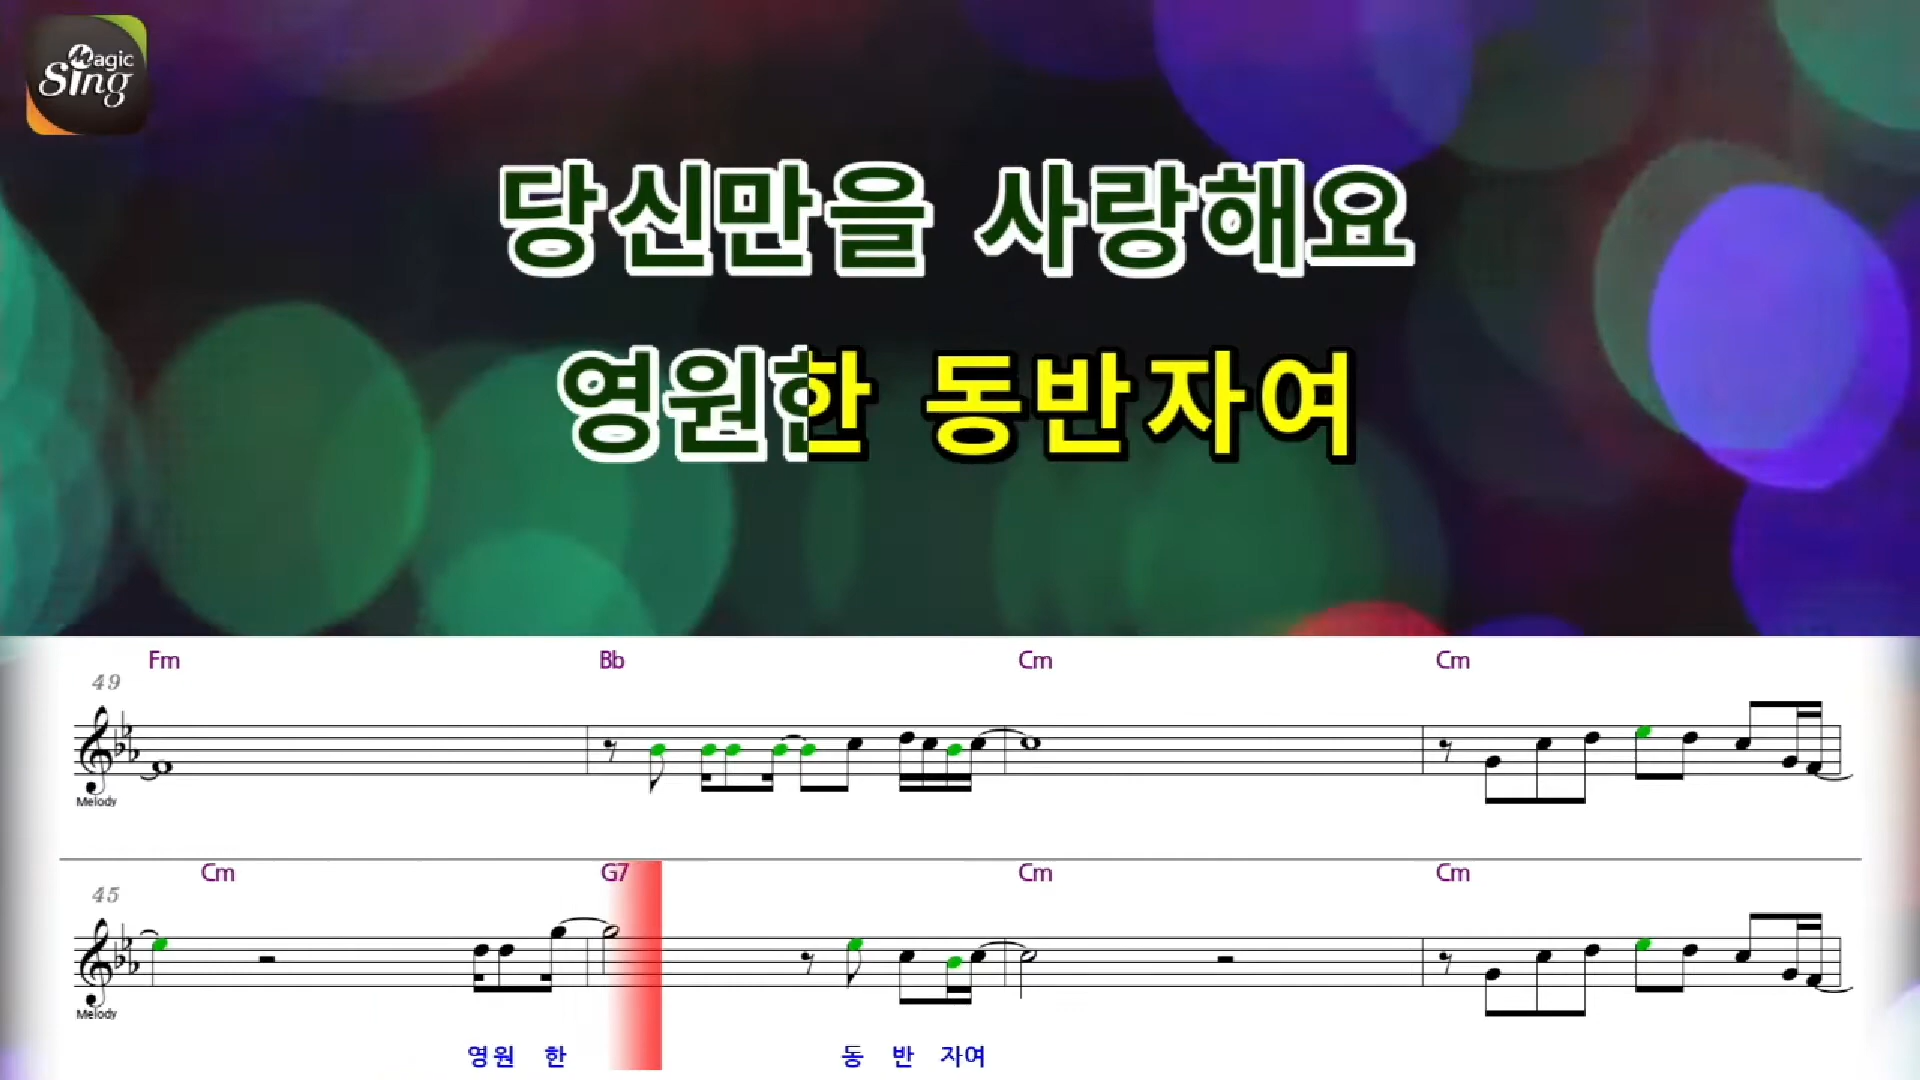 Magic
Sing
당신만을 사랑해요
영원한 동반자여
Fm Bb Cm Cm
49
Melody
Cm G7 Cm Cm
45
Melody
영원 한 동 반 자여